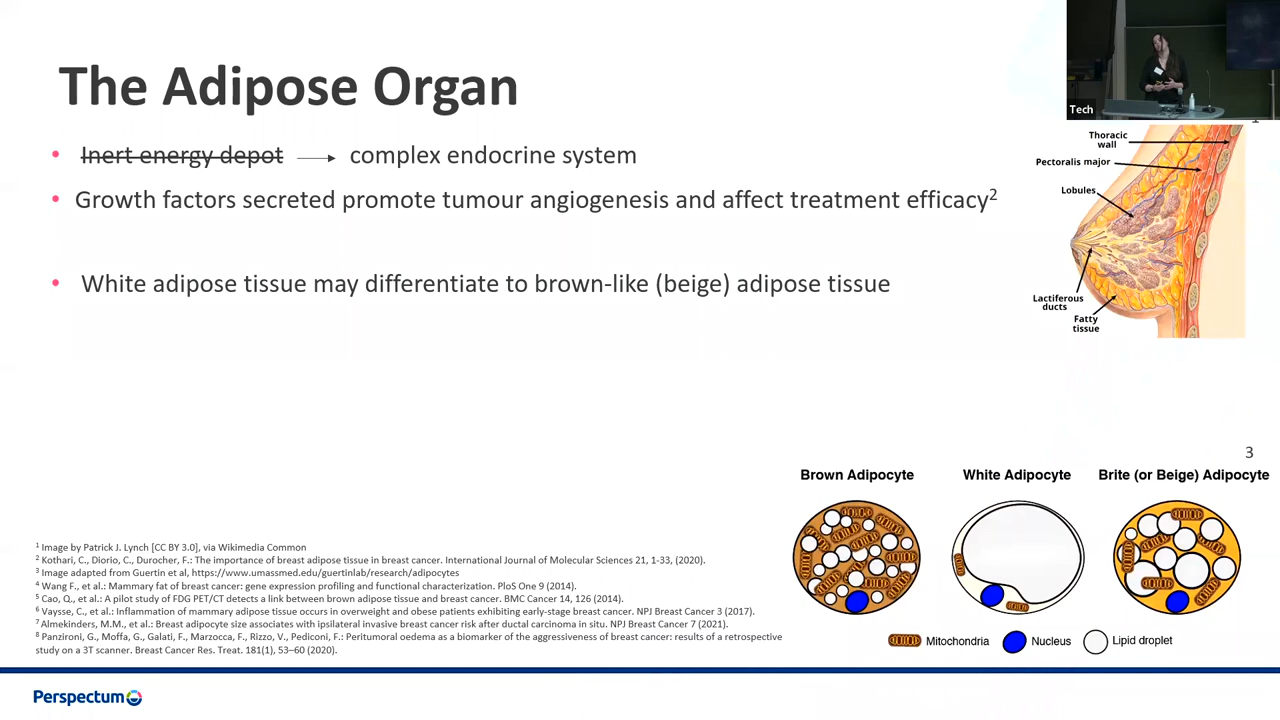 The Adipose Organ
Tech
• Inert energy depot → complex endocrine system
• Growth factors secreted promote tumour angiogenesis and affect treatment efficacy²
• White adipose tissue may differentiate to brown-like (beige) adipose tissue
Thoracic
wall
Pectoralis major
Lobules
Lactiferous
ducts
Fatty
tissue
3
Brown Adipocyte
White Adipocyte
Brite (or Beige) Adipocyte
Mitochondria
Nucleus
Lipid droplet
¹ Image by Patrick J. Lynch [CC BY 3.0], via Wikimedia Common
² Kothari, C., Diorio, C., Durocher, F.: The importance of breast adipose tissue in breast cancer. International Journal of Molecular Sciences 21, 1-33, (2020).
³ Image adapted from Guertin et al, https://www.umassmed.edu/guertinlab/research/adipocytes
⁴ Wang F., et al.: Mammary fat of breast cancer: gene expression profiling and functional characterization. PloS One 9 (2014).
⁵ Cao, Q., et al.: A pilot study of FDG PET/CT detects a link between brown adipose tissue and breast cancer. BMC Cancer 14, 126 (2014).
⁶ Vaysse, C., et al.: Inflammation of mammary adipose tissue occurs in overweight and obese patients exhibiting early-stage breast cancer. NPJ Breast Cancer 3 (2017).
⁷ Almekinders, M.M., et al.: Breast adipocyte size associates with ipsilateral invasive breast cancer risk after ductal carcinoma in situ. NPJ Breast Cancer 7 (2021).
⁸ Panzironi, G., Moffa, G., Galati, F., Marzocca, F., Rizzo, V., Pediconi, F.: Peritumoral oedema as a biomarker of the aggressiveness of breast cancer: results of a retrospective
study on a 3T scanner. Breast Cancer Res. Treat. 181(1), 53–60 (2020).
Perspectum